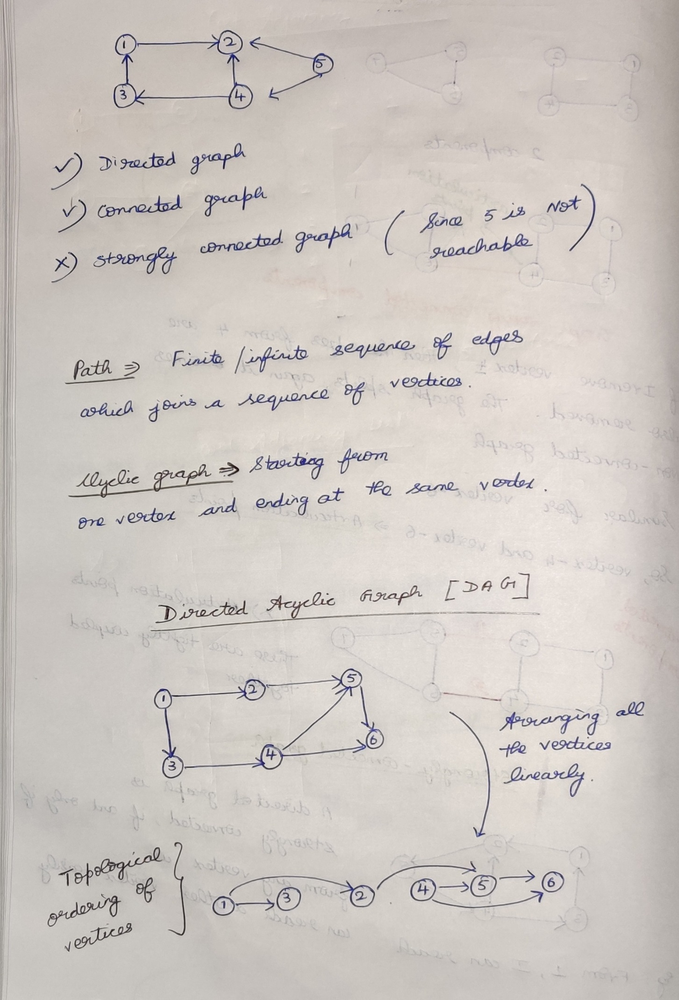 1 2 5
3 4
✓) Directed graph
✓) connected graph
x) strongly connected graph ( Since 5 is Not
reachable )
Path ⇒ Finite / infinite sequence of edges
which joins a sequence of vertices.
Cyclic graph ⇒ Starting from
one vertex and ending at the same vertex.
Directed Acyclic Graph [DAG]
1 2 5
3 4 6
Arranging all
the vertices
linearly.
Topological
ordering of
vertices
1 3 2 4 5 6